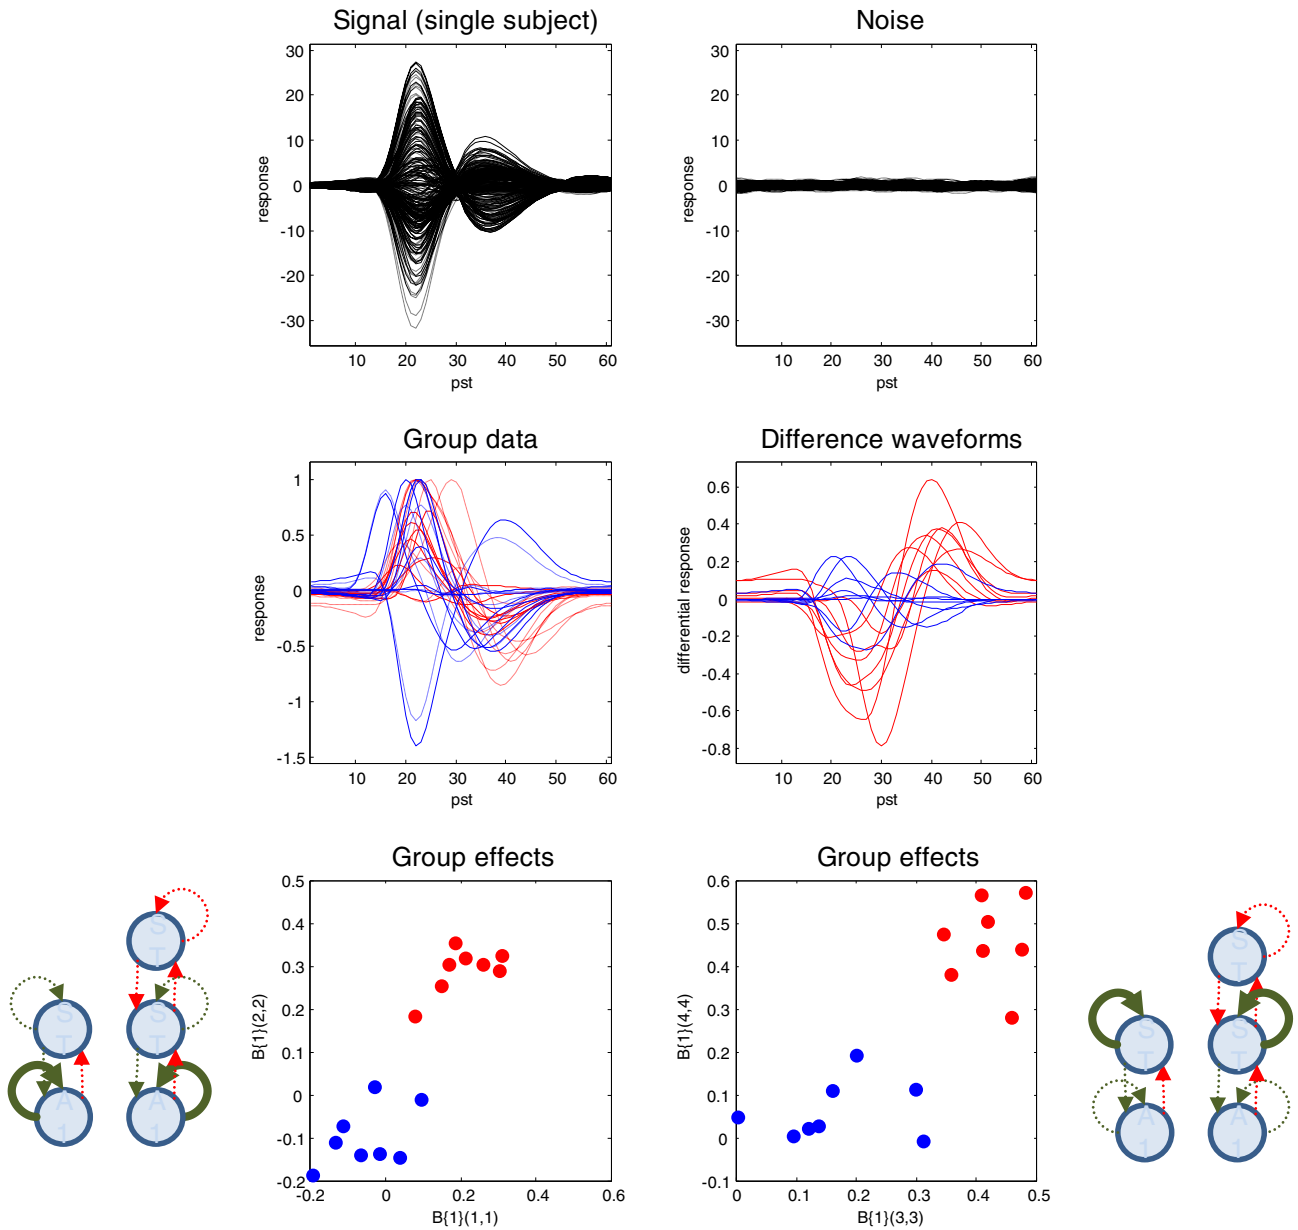 Signal (single subject)
Noise
30
20
10
0
-10
-20
-30
response
10 20 30 40 50 60
pst
30
20
10
0
-10
-20
-30
response
10 20 30 40 50 60
pst
Group data
Difference waveforms
1
0.5
0
-0.5
-1
-1.5
response
10 20 30 40 50 60
pst
0.6
0.4
0.2
0
-0.2
-0.4
-0.6
-0.8
differential response
10 20 30 40 50 60
pst
Group effects
Group effects
S
T
S
T
S
T
A
1
A
1
0.5
0.4
0.3
0.2
0.1
0
-0.1
-0.2
B{1}(2,2)
-0.2 0 0.2 0.4 0.6
B{1}(1,1)
0.6
0.5
0.4
0.3
0.2
0.1
0
-0.1
B{1}(4,4)
0 0.1 0.2 0.3 0.4 0.5
B{1}(3,3)
S
T
S
T
S
T
A
1
A
1